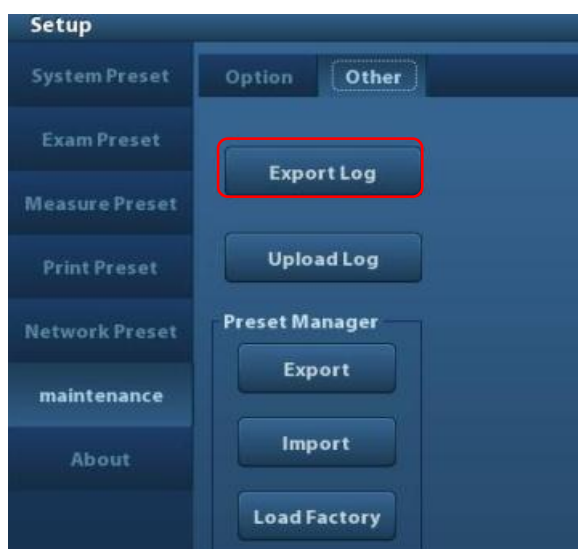 Setup
System Preset
Exam Preset
Measure Preset
Print Preset
Network Preset
maintenance
About
Option Other
Export Log
Upload Log
Preset Manager
Export
Import
Load Factory